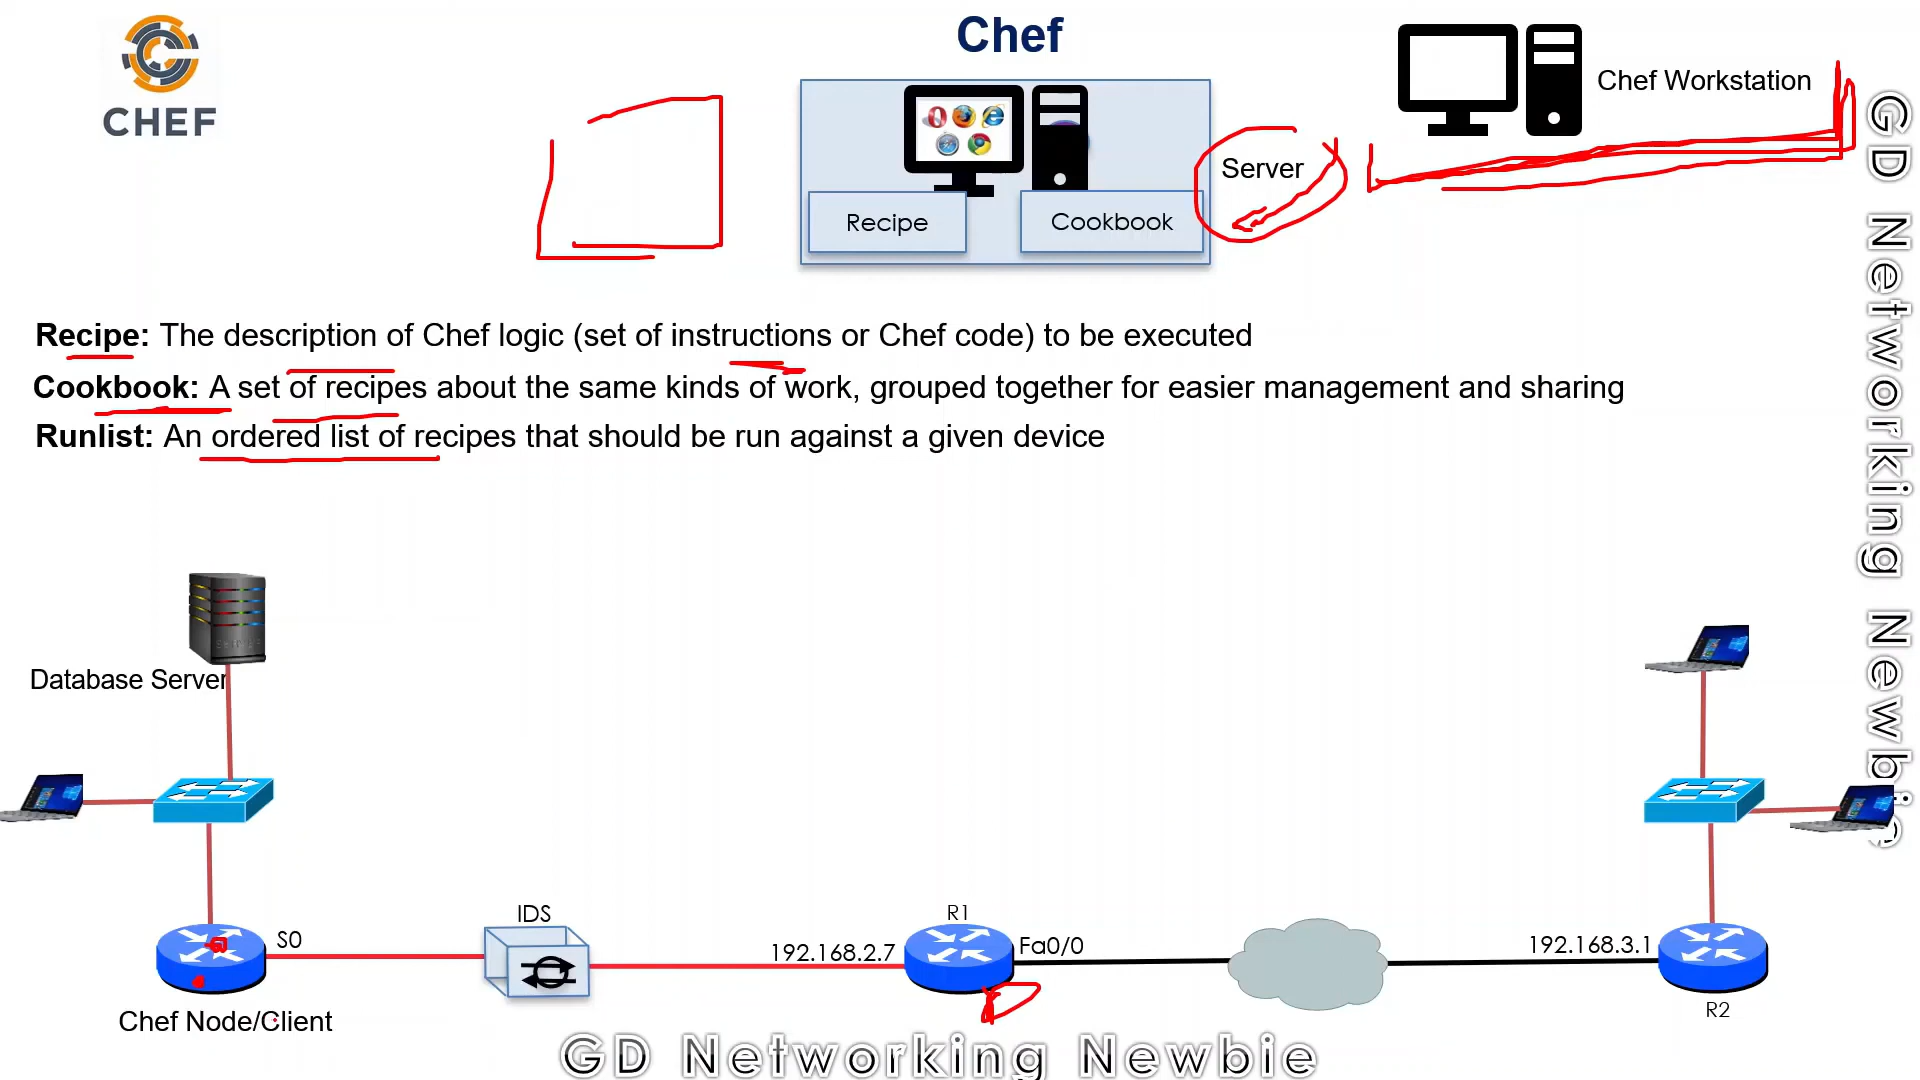 Chef
CHEF
Chef Workstation
Server
Recipe
Cookbook
Recipe: The description of Chef logic (set of instructions or Chef code) to be executed
Cookbook: A set of recipes about the same kinds of work, grouped together for easier management and sharing
Runlist: An ordered list of recipes that should be run against a given device
Database Server
IDS
R1
S0
192.168.2.7
Fa0/0
192.168.3.1
R2
Chef Node/Client
GD Networking Newbie
GD Networking Newbie